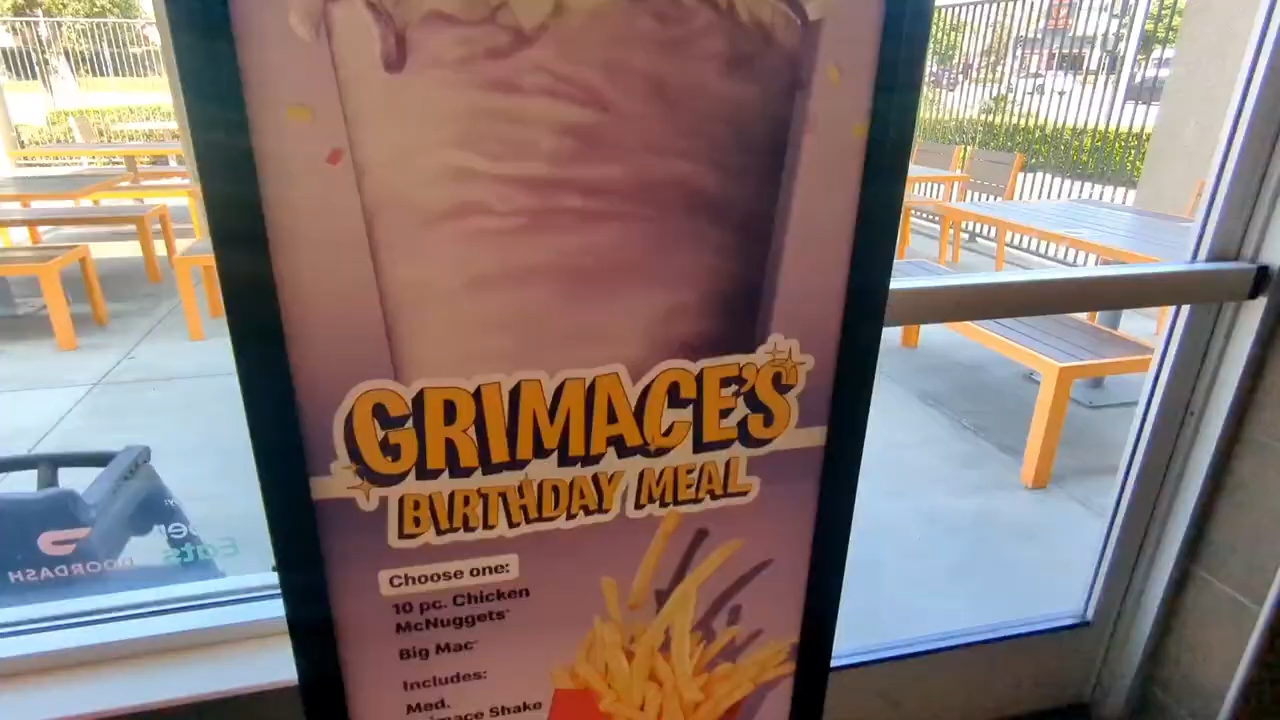 GRIMACE'S
BIRTHDAY MEAL
Choose one:
10 pc. Chicken
McNuggets®
Big Mac®
Includes:
Med.
Shake
DOORDASH
Eats